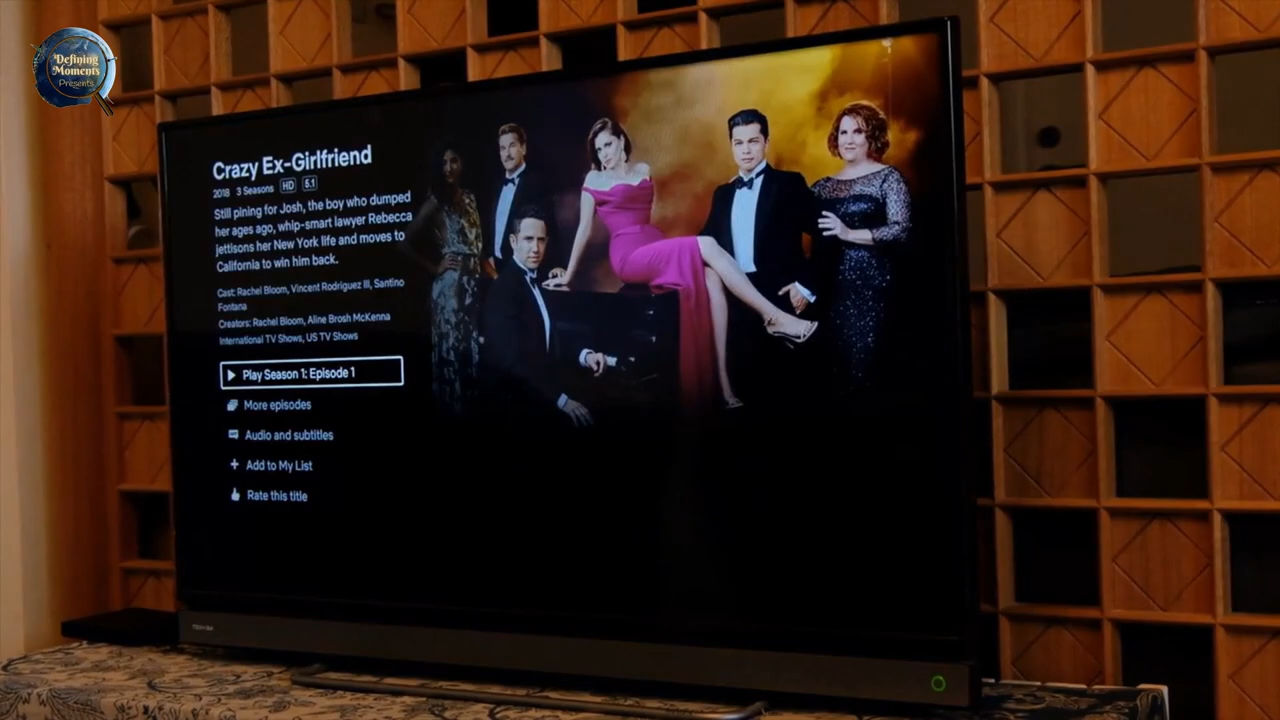 Defining
Moments
Presents
Crazy Ex-Girlfriend
2018 3 Seasons HD 5.1
Still pining for Josh, the boy who dumped
her ages ago, whip-smart lawyer Rebecca
jettisons her New York life and moves to
California to win him back.
Cast: Rachel Bloom, Vincent Rodriguez III, Santino
Fontana
Creators: Rachel Bloom, Aline Brosh McKenna
International TV Shows, US TV Shows
Play Season 1: Episode 1
More episodes
Audio and subtitles
Add to My List
Rate this title
TOSHIBA